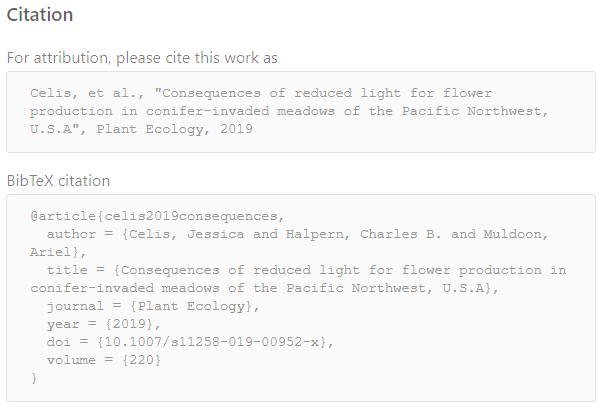 Citation
For attribution, please cite this work as
Celis, et al., "Consequences of reduced light for flower
production in conifer-invaded meadows of the Pacific Northwest,
U.S.A", Plant Ecology, 2019
BibTeX citation
@article{celis2019consequences,
  author = {Celis, Jessica and Halpern, Charles B. and Muldoon,
Ariel},
  title = {Consequences of reduced light for flower production in
conifer-invaded meadows of the Pacific Northwest, U.S.A},
  journal = {Plant Ecology},
  year = {2019},
  doi = {10.1007/s11258-019-00952-x},
  volume = {220}
}